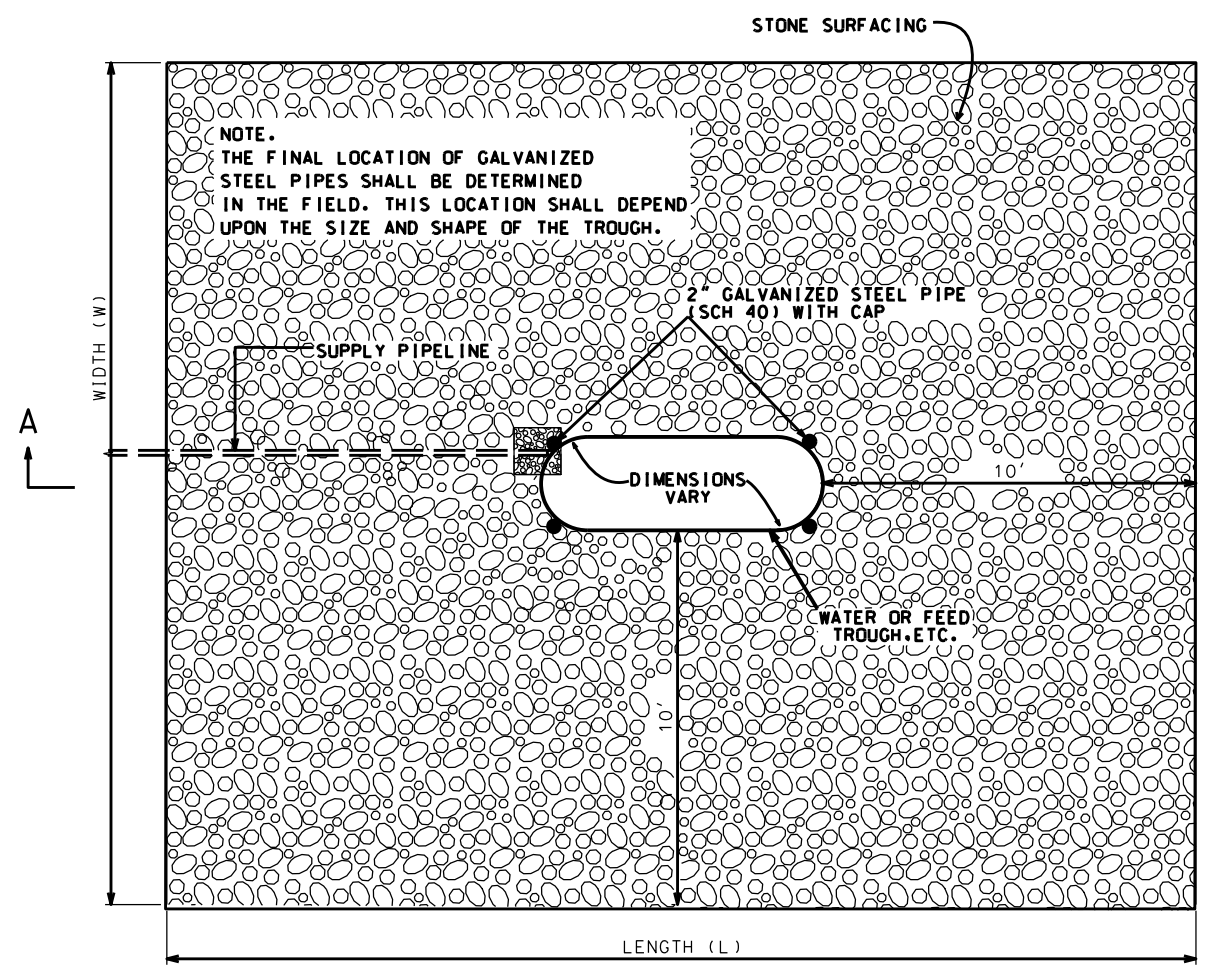 STONE SURFACING
NOTE.
THE FINAL LOCATION OF GALVANIZED
STEEL PIPES SHALL BE DETERMINED
IN THE FIELD. THIS LOCATION SHALL DEPEND
UPON THE SIZE AND SHAPE OF THE TROUGH.
2" GALVANIZED STEEL PIPE
(SCH 40) WITH CAP
SUPPLY PIPELINE
WIDTH (W)
A
10'
DIMENSIONS
VARY
WATER OR FEED
TROUGH.ETC.
10'
LENGTH (L)